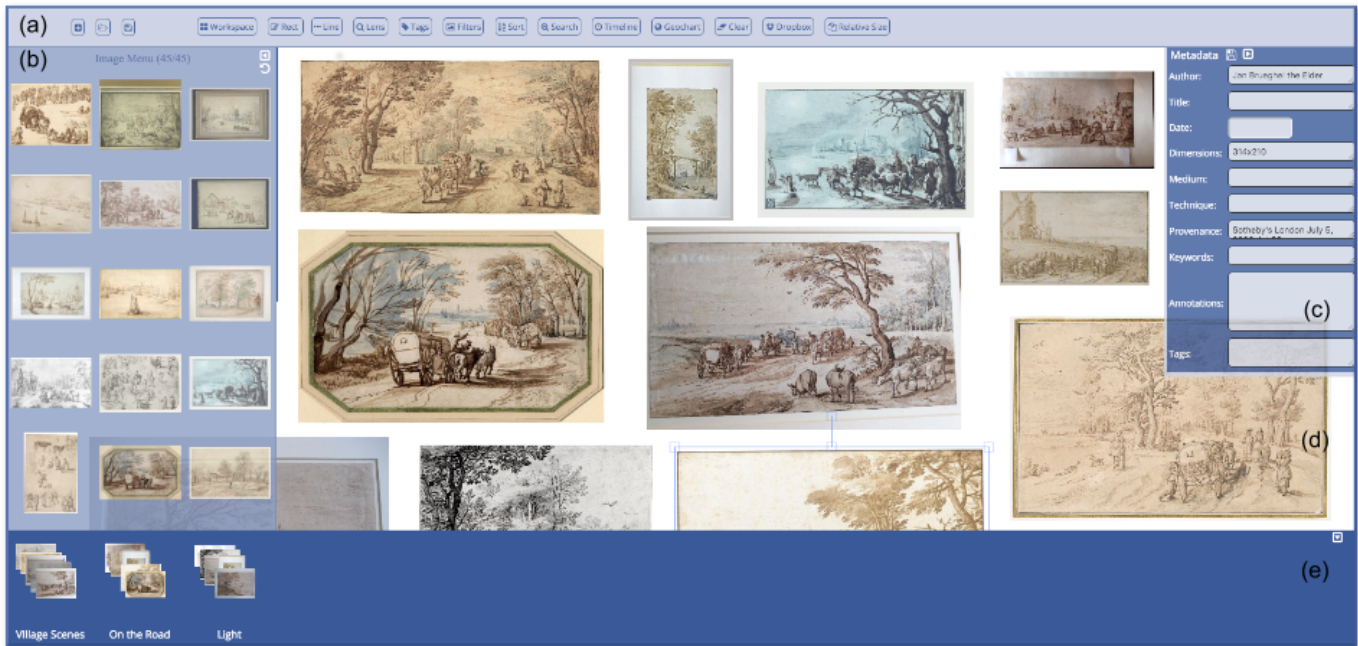 (a)
Workspace Rect Line Lens Tags Filters Sort Search Timeline Geochart Clear Dropbox Relative Size
(b)
Image Menu (45/45)
Metadata
Author: Jan Brueghel the Elder
Title:
Date:
Dimensions: 314x210
Medium:
Technique:
Provenance: Sotheby's London July 5,
Keywords:
Annotations:
(c)
Tags:
(d)
(e)
Village Scenes On the Road Light